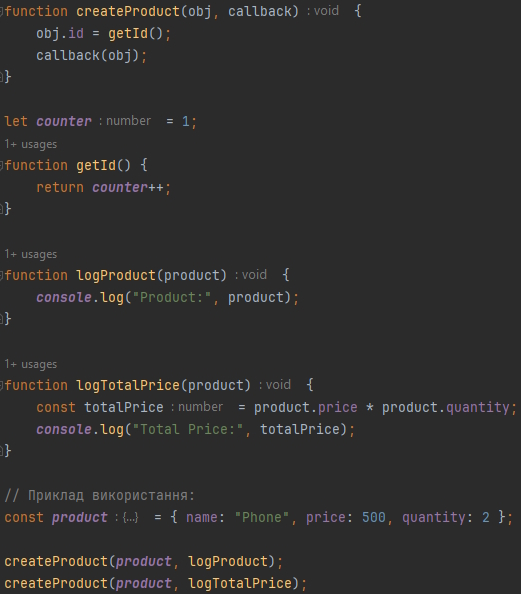 function createProduct(obj, callback) :void {
    obj.id = getId();
    callback(obj);
}
let counter :number = 1;
1+ usages
function getId() {
    return counter++;
}
1+ usages
function logProduct(product) :void {
    console.log("Product:", product);
}
1+ usages
function logTotalPrice(product) :void {
    const totalPrice :number = product.price * product.quantity;
    console.log("Total Price:", totalPrice);
}
// Приклад використання:
const product :{...} = { name: "Phone", price: 500, quantity: 2 };
createProduct(product, logProduct);
createProduct(product, logTotalPrice);